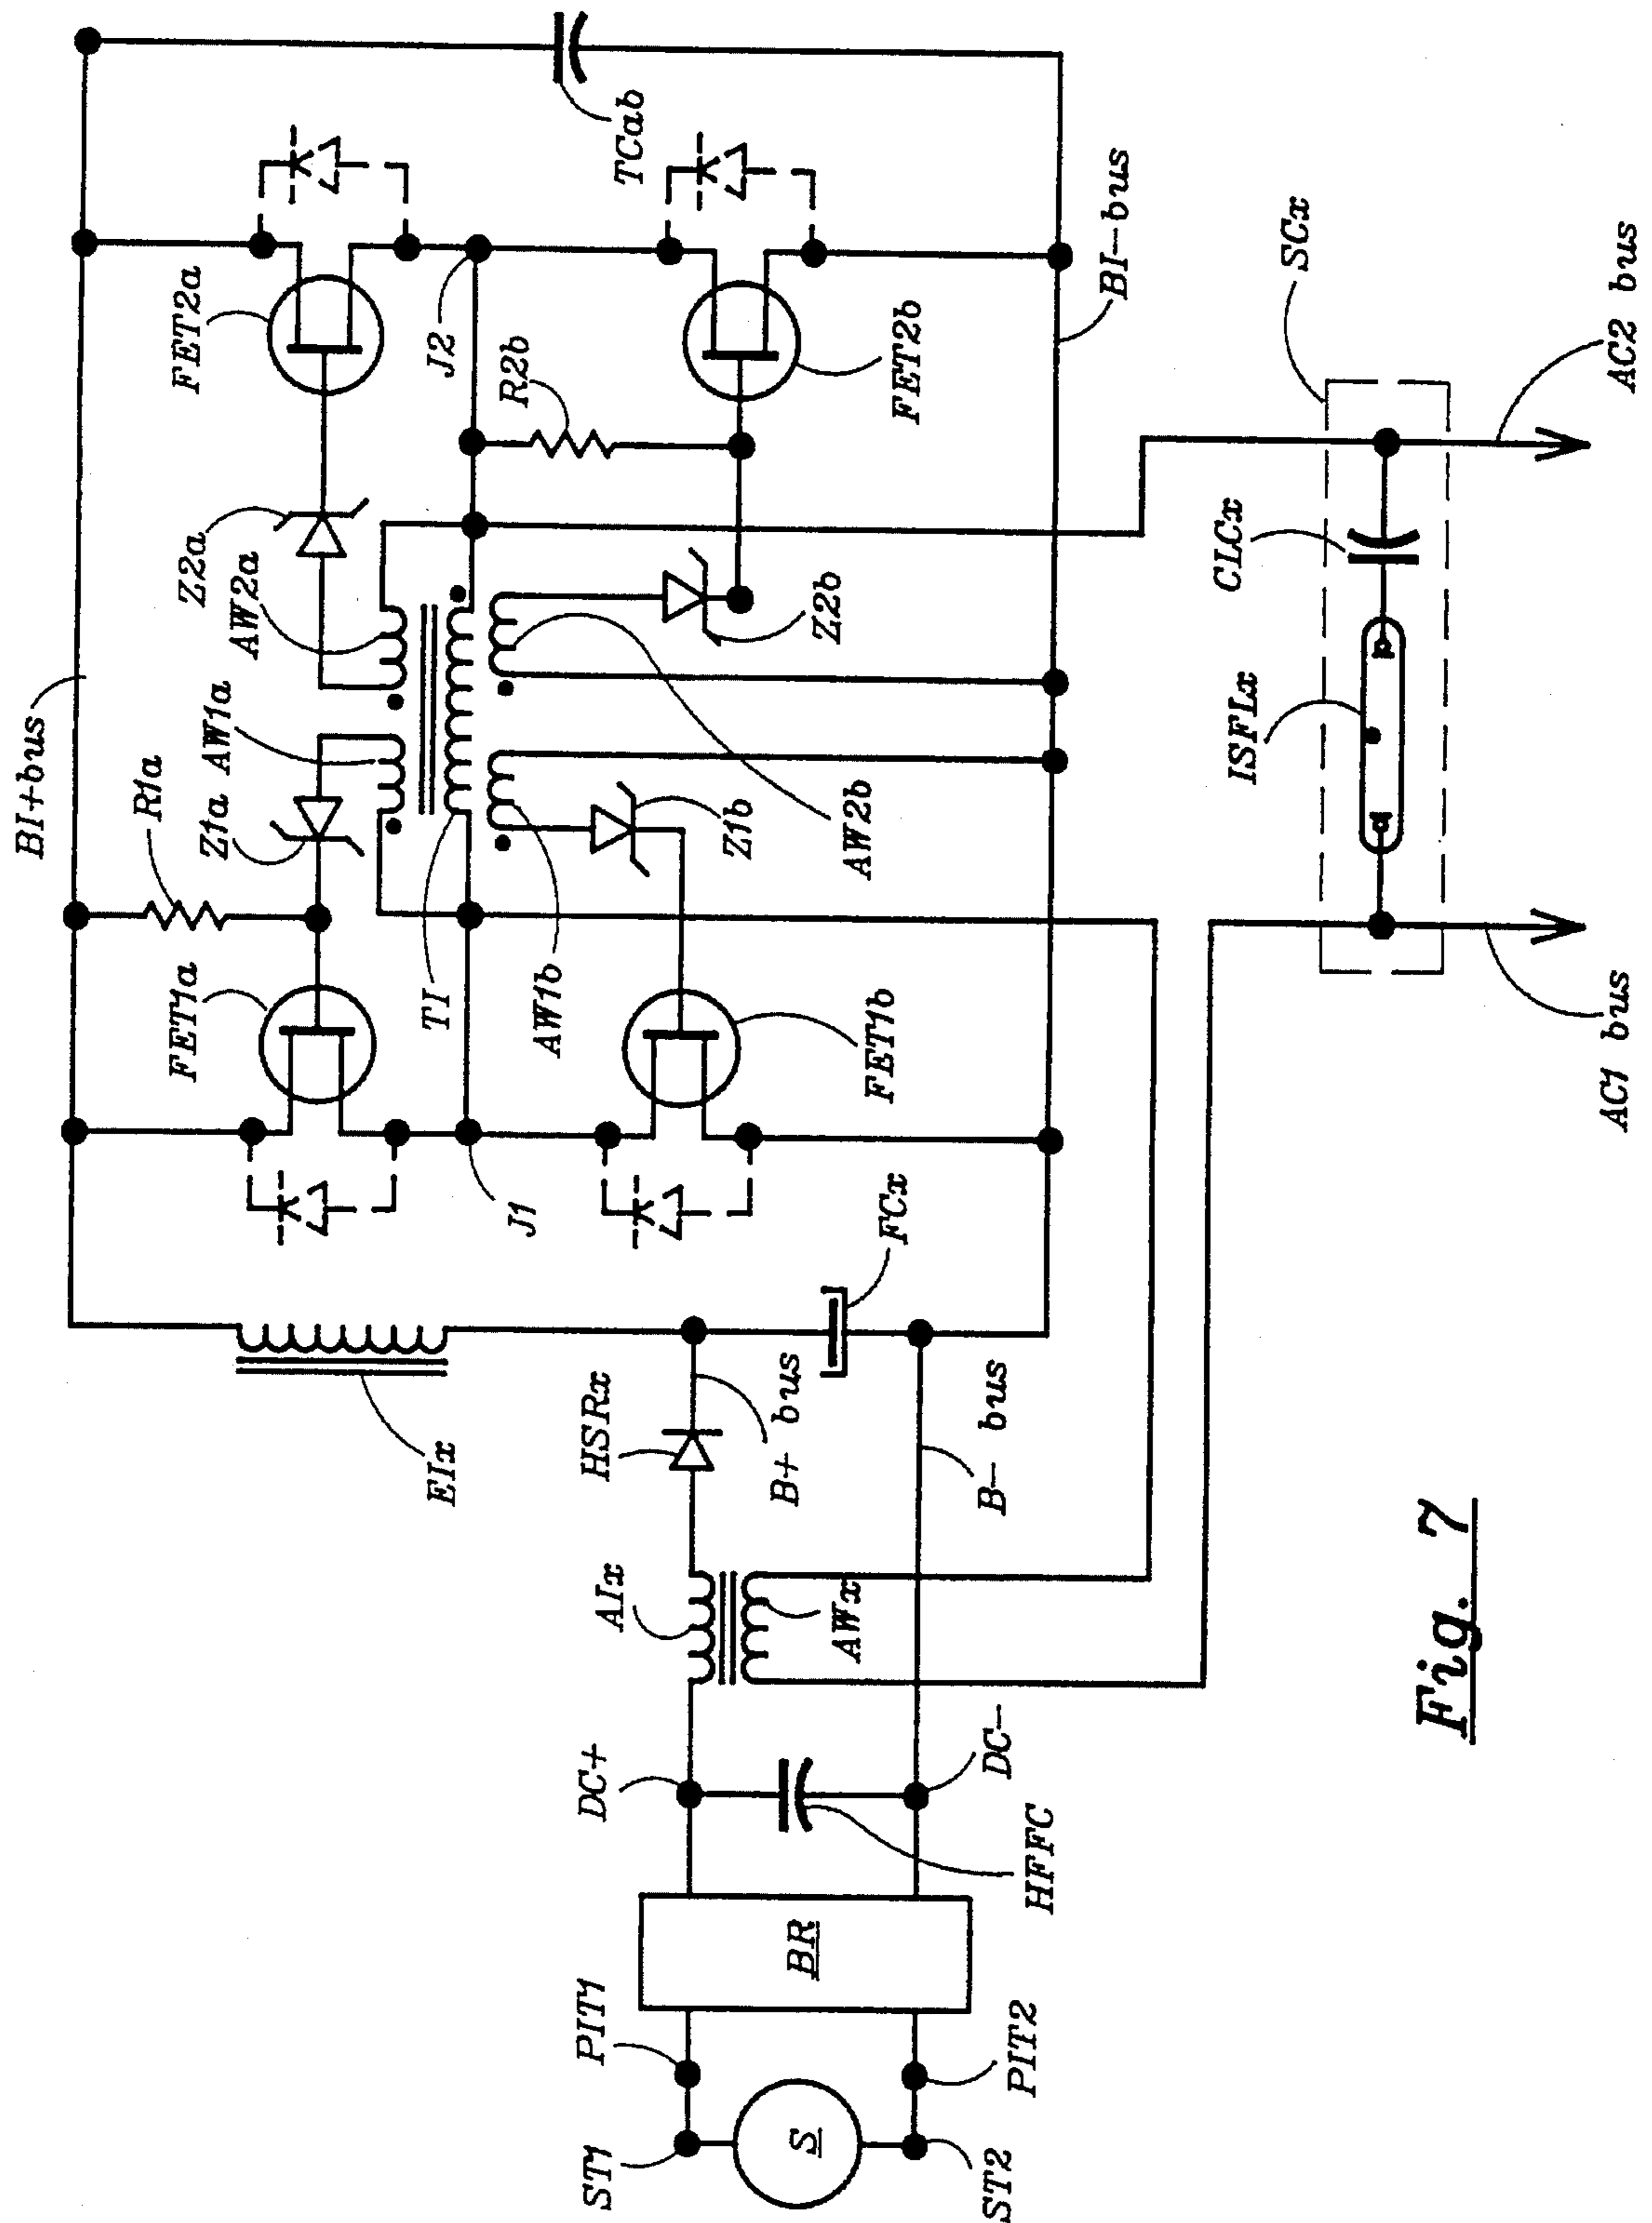 BI+bus
R1a
Z1a
AW1a
AW2a
Z2a
FET1a
FET2a
TCab
J2
R2b
T1
AW1b
Z1b
AW2b
Z2b
FET1b
FET2b
J1
BI-bus
EIx
HSRx
B+ bus
FCx
B- bus
AIx
AWx
DC+
DC-
HFFC
BR
PIT1
PIT2
ST1
S
ST2
SCx
CLCx
ISFLx
AC1 bus
AC2 bus
Fig. 7